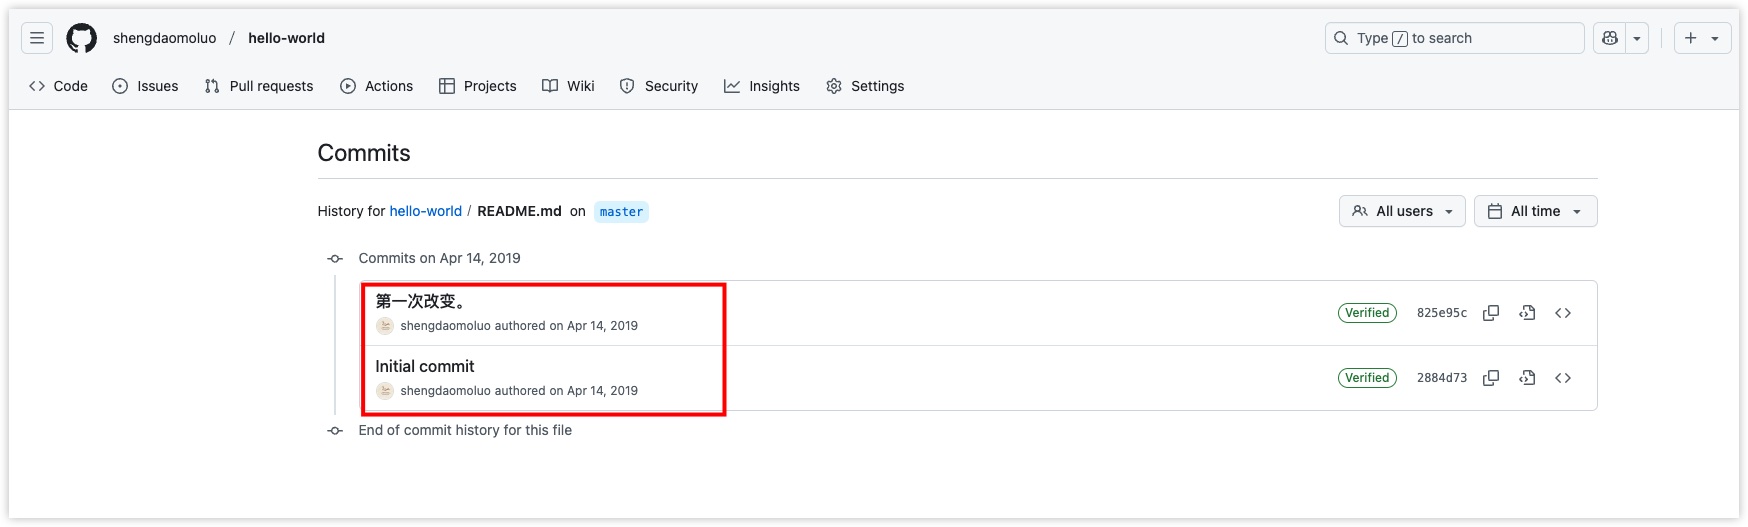 shengdaomoluo / hello-world
Type / to search
Code Issues Pull requests Actions Projects Wiki Security Insights Settings
Commits
History for hello-world / README.md on master
All users All time
Commits on Apr 14, 2019
第一次改变。
shengdaomoluo authored on Apr 14, 2019
Verified 825e95c
Initial commit
shengdaomoluo authored on Apr 14, 2019
Verified 2884d73
End of commit history for this file